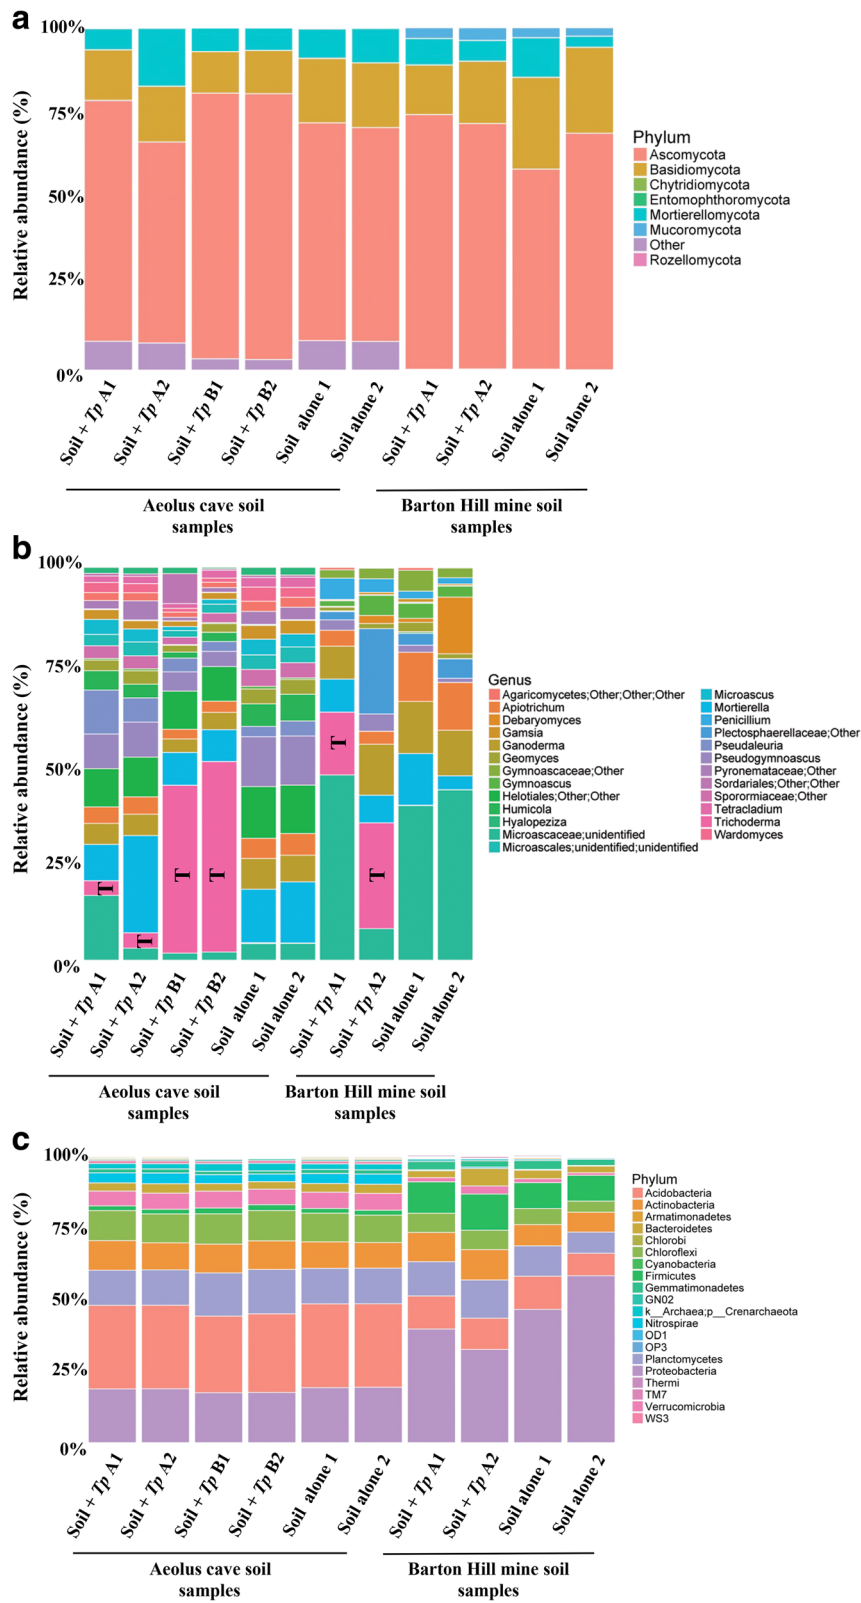 a
Relative abundance (%)
100%
75%
50%
25%
0%
Soil + Tp A1
Soil + Tp A2
Soil + Tp B1
Soil + Tp B2
Soil alone 1
Soil alone 2
Soil + Tp A1
Soil + Tp A2
Soil alone 1
Soil alone 2
Aeolus cave soil
samples
Barton Hill mine soil
samples
Phylum
Ascomycota
Basidiomycota
Chytridiomycota
Entomophthoromycota
Mortierellomycota
Mucoromycota
Other
Rozellomycota
b
Relative abundance (%)
100%
75%
50%
25%
0%
T
T
T
T
T
T
Soil + Tp A1
Soil + Tp A2
Soil + Tp B1
Soil + Tp B2
Soil alone 1
Soil alone 2
Soil + Tp A1
Soil + Tp A2
Soil alone 1
Soil alone 2
Aeolus cave soil
samples
Barton Hill mine soil
samples
Genus
Agaricomycetes;Other;Other;Other
Apiotrichum
Debaryomyces
Gamsia
Ganoderma
Geomyces
Gymnoascaceae;Other
Gymnoascus
Helotiales;Other;Other
Humicola
Hyalopeziza
Microascaceae;unidentified
Microascales;unidentified;unidentified
Microascus
Mortierella
Penicillium
Plectosphaerellaceae;Other
Pseudaleuria
Pseudogymnoascus
Pyronemataceae;Other
Sordariales;Other;Other
Sporormiaceae;Other
Tetracladium
Trichoderma
Wardomyces
c
Relative abundance (%)
100%
75%
50%
25%
0%
Soil + Tp A1
Soil + Tp A2
Soil + Tp B1
Soil + Tp B2
Soil alone 1
Soil alone 2
Soil + Tp A1
Soil + Tp A2
Soil alone 1
Soil alone 2
Aeolus cave soil
samples
Barton Hill mine soil
samples
Phylum
Acidobacteria
Actinobacteria
Armatimonadetes
Bacteroidetes
Chlorobi
Chloroflexi
Cyanobacteria
Firmicutes
Gemmatimonadetes
GN02
k__Archaea;p__Crenarchaeota
Nitrospirae
OD1
OP3
Planctomycetes
Proteobacteria
Thermi
TM7
Verrucomicrobia
WS3